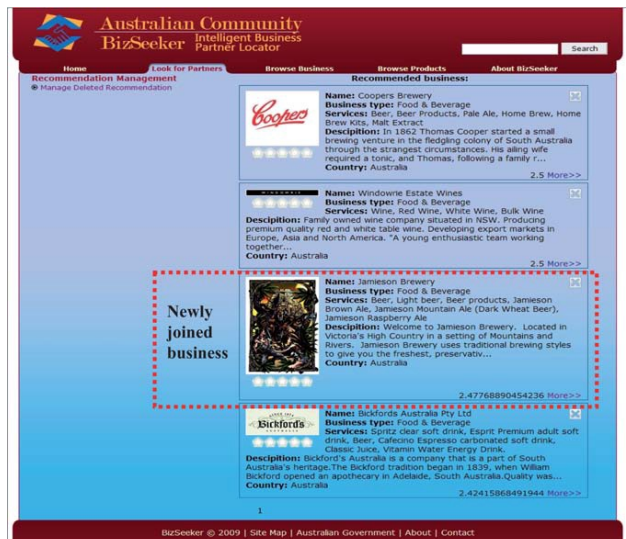 Australian Community
BizSeeker Intelligent Business
Partner Locator
Search
Home Look for Partners Browse Business Browse Products About BizSeeker
Recommendation Management
Manage Deleted Recommendation
Recommended business:
Coopers
Name: Coopers Brewery
Business type: Food & Beverage
Services: Beer, Beer Products, Pale Ale, Home Brew, Home
Brew Kits, Malt Extract
Descipition: In 1862 Thomas Cooper started a small
brewing venture in the fledgling colony of South Australia
through the strangest circumstances. His ailing wife
required a tonic, and Thomas, following a family r...
Country: Australia
2.5 More>>
WINDOWRIE
Name: Windowrie Estate Wines
Business type: Food & Beverage
Services: Wine, Red Wine, White Wine, Bulk Wine
Descipition: Family owned wine company situated in NSW. Producing
premium quality red and white table wine. Developing export markets in
Europe, Asia and North America. "A young enthusiastic team working
together...
Country: Australia
2.5 More>>
Newly
joined
business
Name: Jamieson Brewery
Business type: Food & Beverage
Services: Beer, Light beer, Beer products, Jamieson
Brown Ale, Jamieson Mountain Ale (Dark Wheat Beer),
Jamieson Raspberry Ale
Descipition: Welcome to Jamieson Brewery. Located in
Victoria's High Country in a setting of Mountains and
Rivers. Jamieson Brewery uses traditional brewing styles
to give you the freshest, preservativ...
Country: Australia
2.47768890454236 More>>
Bickford's
Name: Bickfords Australia Pty Ltd
Business type: Food & Beverage
Services: Spritz clear soft drink, Esprit Premium adult soft
drink, Beer, Cafecino Espresso carbonated soft drink,
Classic Juice, Vitamin Water Energy Drink.
Descipition: Bickford's Australia is a company that is a part of South
Australia's heritage.The Bickford tradition began in 1839, when William
Bickford opened an apothecary in Adelaide, South Australia.Quality was...
Country: Australia
2.42415868491944 More>>
1
BizSeeker © 2009 | Site Map | Australian Government | About | Contact